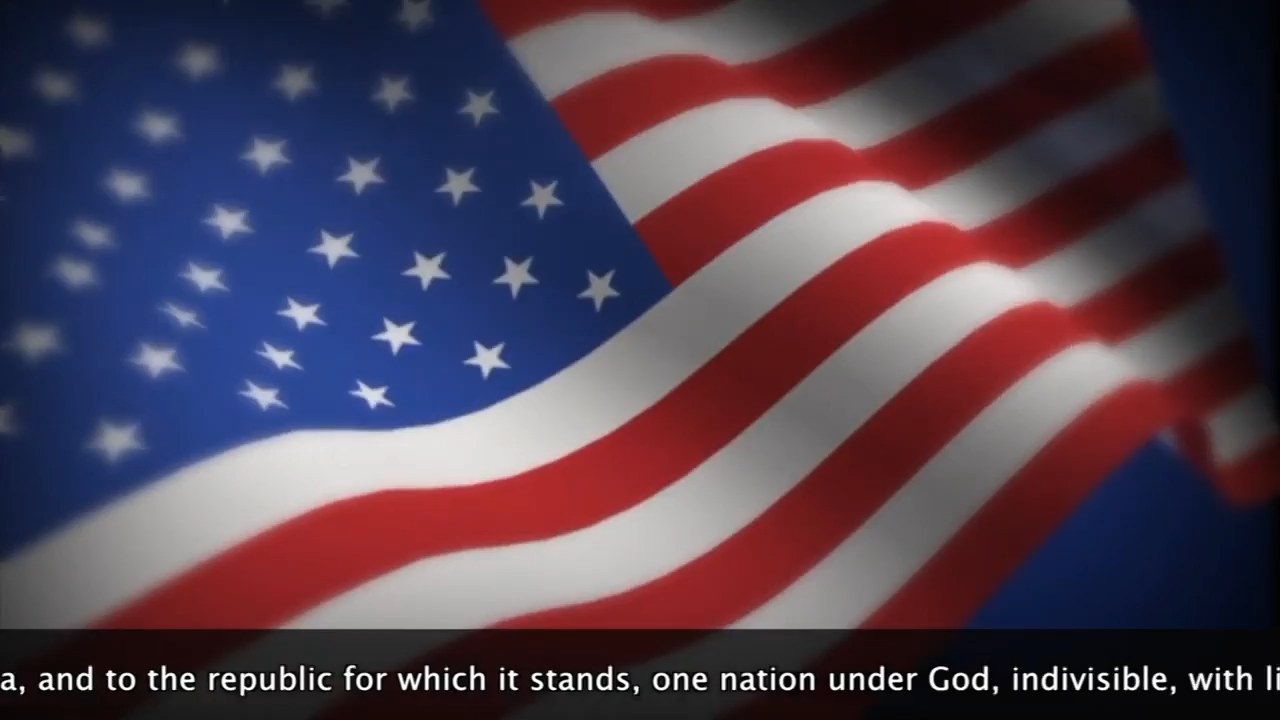 a, and to the republic for which it stands, one nation under God, indivisible, with li